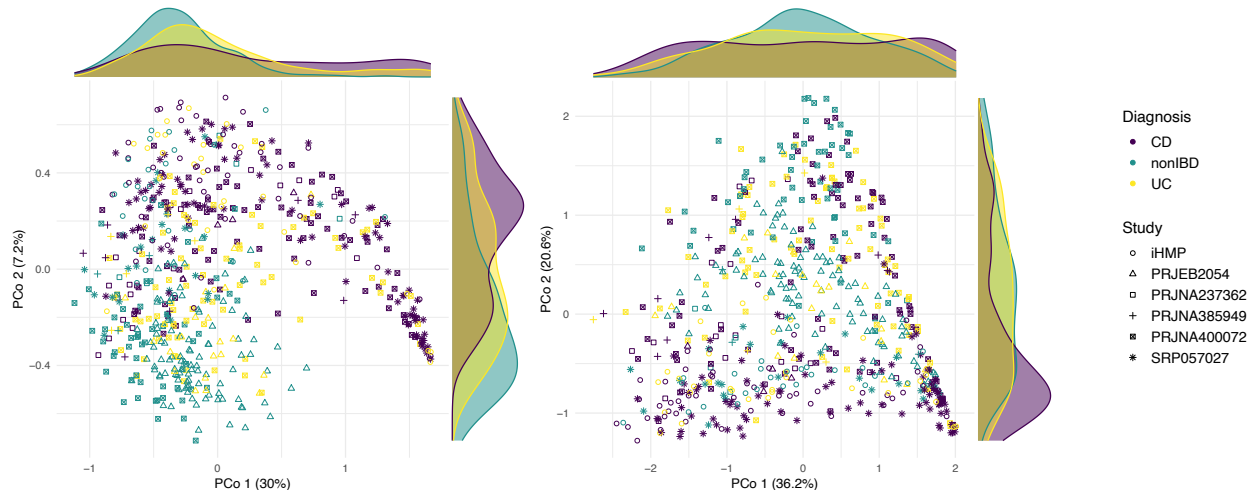 PCo 2 (7.2%)
0.4
0.0
−0.4
−1
0
1
PCo 1 (30%)
PCo 2 (20.6%)
2
1
0
−1
−2
−1
0
1
2
PCo 1 (36.2%)
Diagnosis
CD
nonIBD
UC
Study
iHMP
PRJEB2054
PRJNA237362
PRJNA385949
PRJNA400072
SRP057027